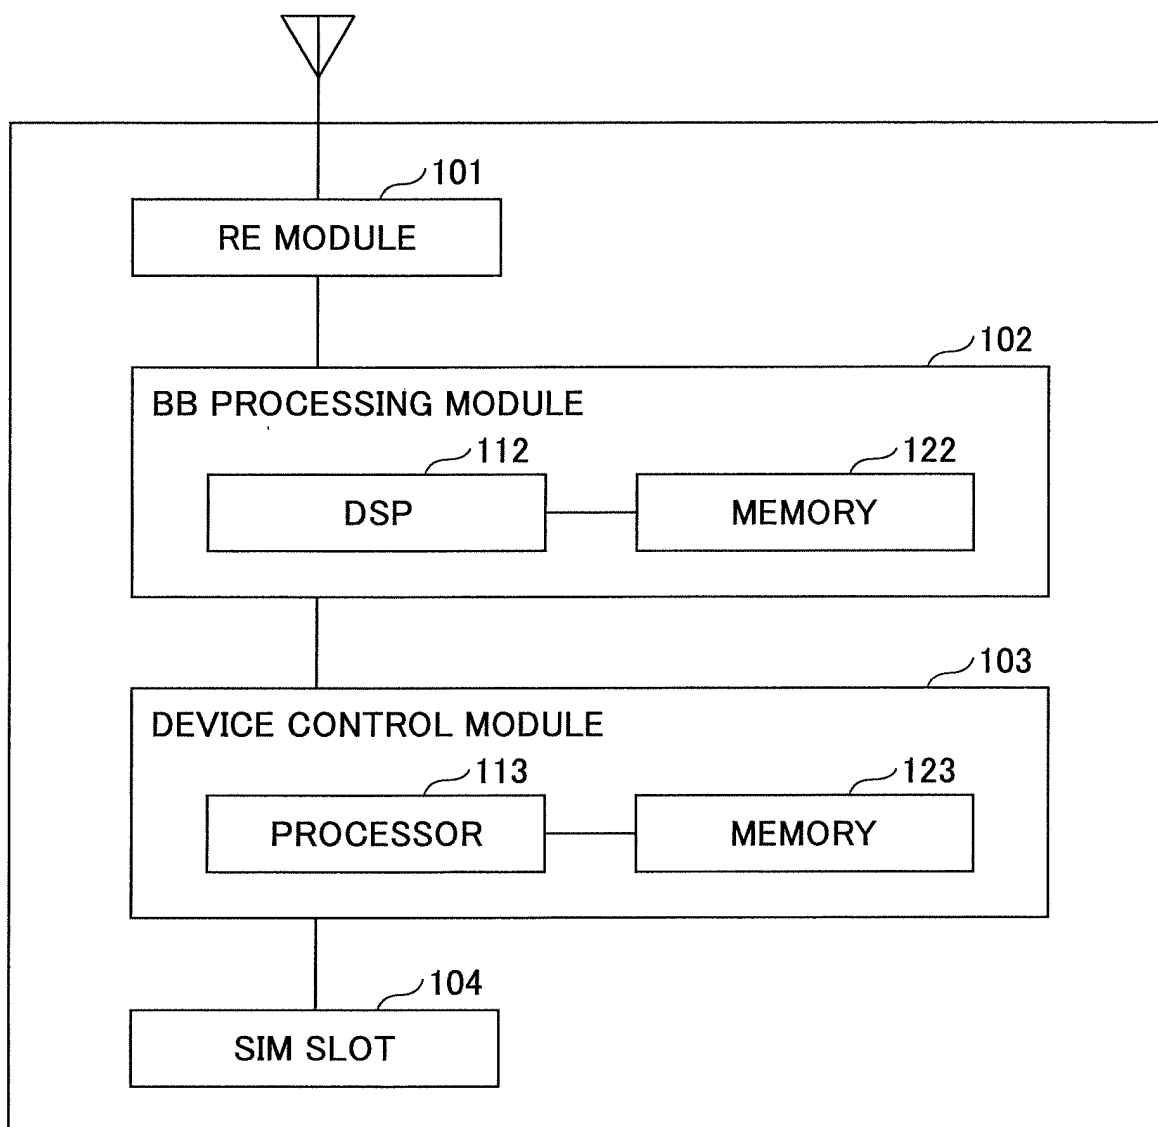 101
RE MODULE
102
BB PROCESSING MODULE
112
122
DSP
MEMORY
103
DEVICE CONTROL MODULE
113
123
PROCESSOR
MEMORY
104
SIM SLOT